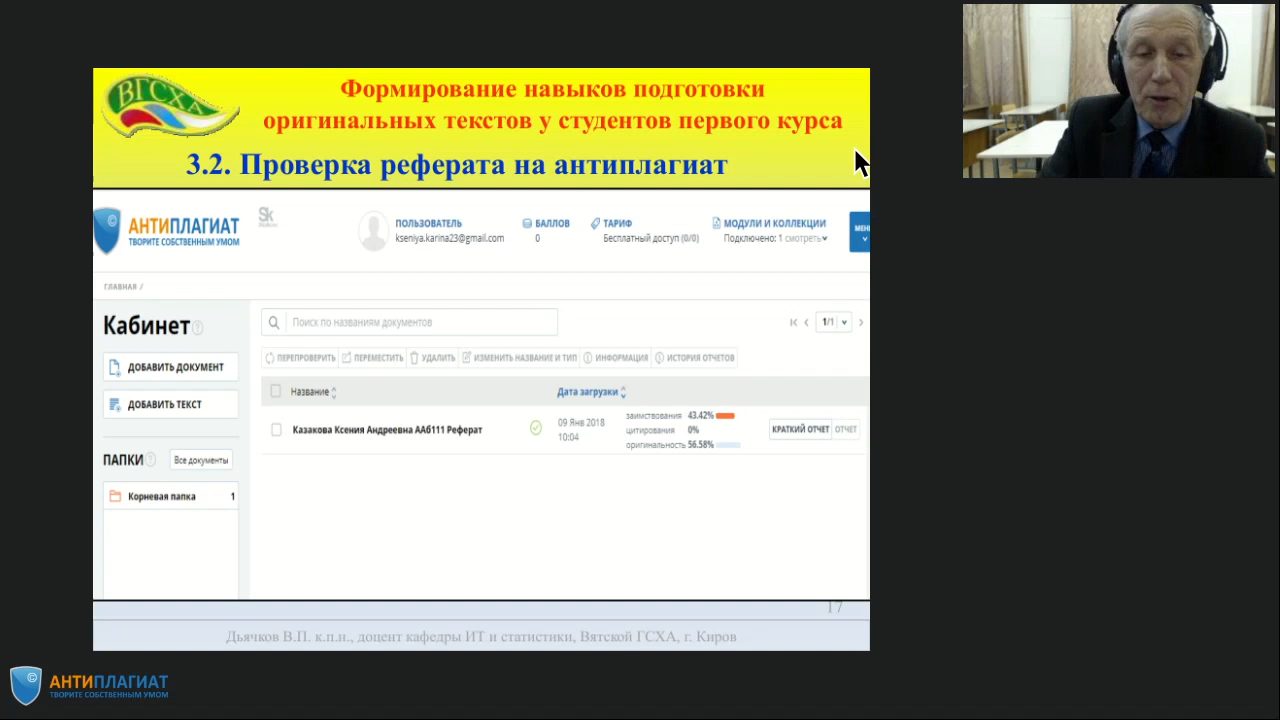 ВГСХА
Формирование навыков подготовки
оригинальных текстов у студентов первого курса
3.2. Проверка реферата на антиплагиат
АНТИПЛАГИАТ
ТВОРИТЕ СОБСТВЕННЫМ УМОМ
Sk
ПОЛЬЗОВАТЕЛЬ
kseniya.karina23@gmail.com
БАЛЛОВ
0
ТАРИФ
Бесплатный доступ (0/0)
МОДУЛИ И КОЛЛЕКЦИИ
Подключено: 1 смотреть
МЕН
ГЛАВНАЯ /
Кабинет
ДОБАВИТЬ ДОКУМЕНТ
ДОБАВИТЬ ТЕКСТ
ПАПКИ Все документы
Корневая папка 1
Поиск по названиям документов
1/1
ПЕРЕПРОВЕРИТЬ ПЕРЕМЕСТИТЬ УДАЛИТЬ ИЗМЕНИТЬ НАЗВАНИЕ И ТИП ИНФОРМАЦИЯ ИСТОРИЯ ОТЧЕТОВ
Название Дата загрузки
Казакова Ксения Андреевна ААб111 Реферат
09 Янв 2018
10:04
заимствования 43.42%
цитирования 0%
оригинальность 56.58%
КРАТКИЙ ОТЧЕТ ОТЧЕТ
17
Дьячков В.П. к.п.н., доцент кафедры ИТ и статистики, Вятской ГСХА, г. Киров
АНТИПЛАГИАТ
ТВОРИТЕ СОБСТВЕННЫМ УМОМ